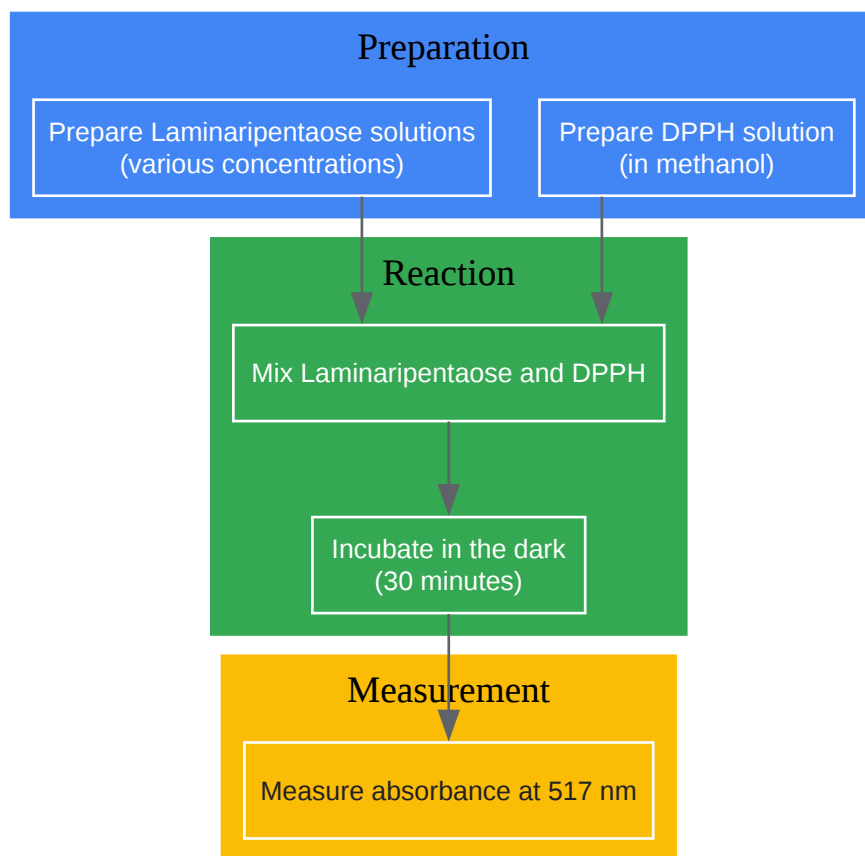 Preparation
Prepare Laminaripentaose solutions
(various concentrations)
Prepare DPPH solution
(in methanol)
Reaction
Mix Laminaripentaose and DPPH
Incubate in the dark
(30 minutes)
Measurement
Measure absorbance at 517 nm